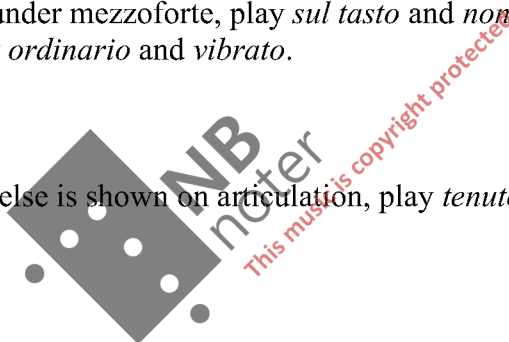 under mezzoforte, play sul tasto and non
ordinario and vibrato.
else is shown on articulation, play tenuto
NB
noter
This music is copyright protected